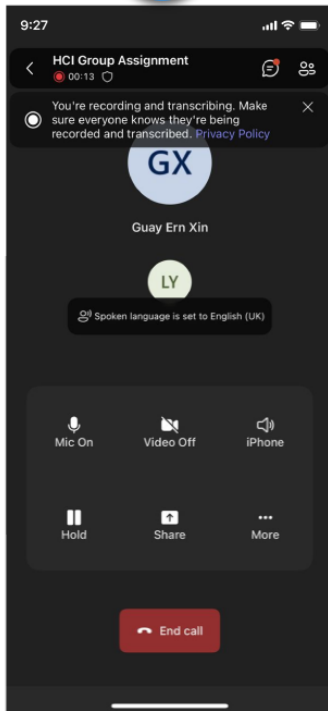 9:27
HCI Group Assignment
00:13
You're recording and transcribing. Make
sure everyone knows they're being
recorded and transcribed. Privacy Policy
GX
Guay Ern Xin
LY
Spoken language is set to English (UK)
Mic On
Video Off
iPhone
Hold
Share
More
End call